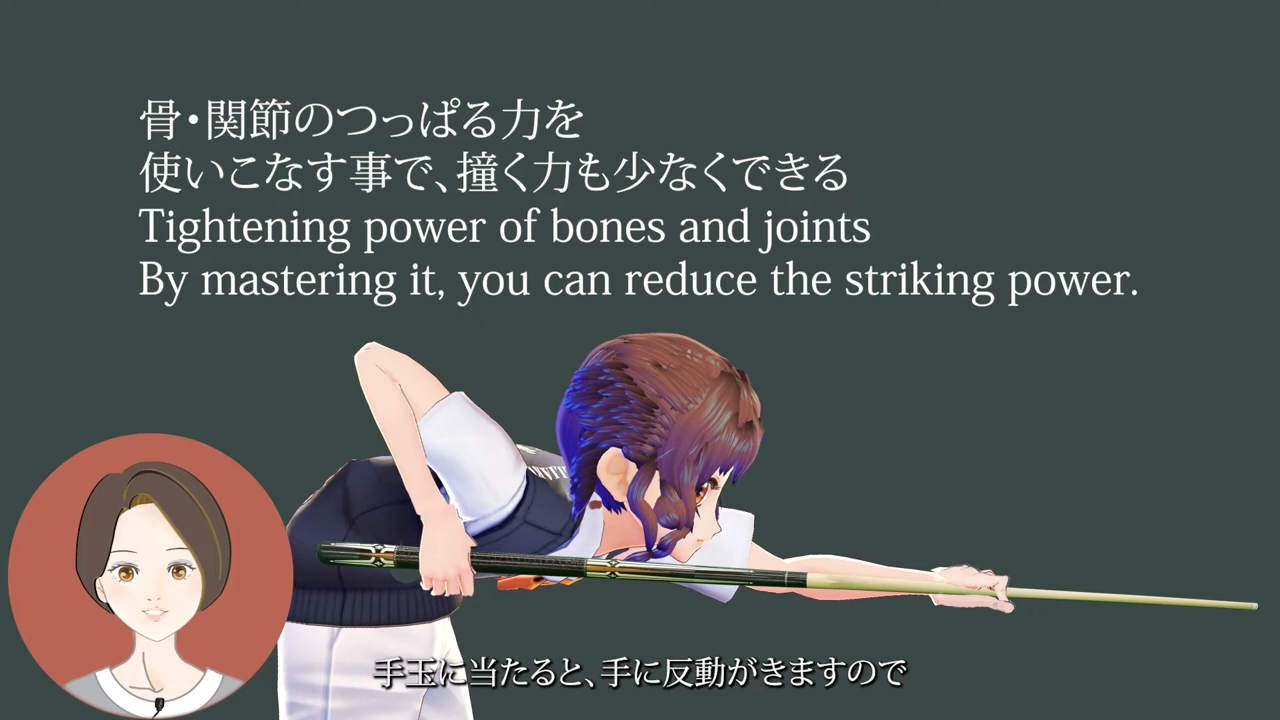 骨・関節のつっぱる力を
使いこなす事で、撞く力も少なくできる
Tightening power of bones and joints
By mastering it, you can reduce the striking power.
手玉に当たると、手に反動がきますので